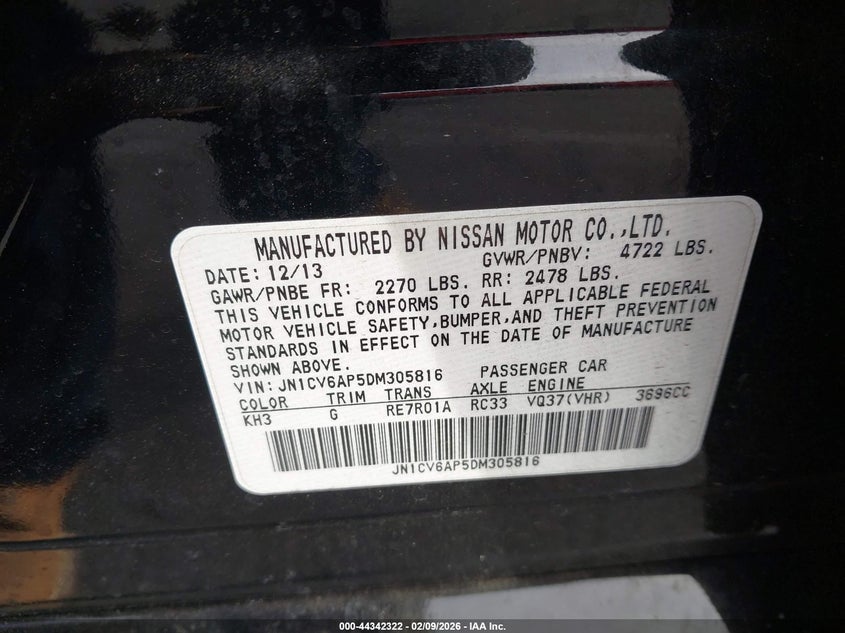 MANUFACTURED BY NISSAN MOTOR CO.,LTD.
DATE: 12/13 GVWR/PNBV: 4722 LBS.
GAWR/PNBE FR: 2270 LBS. RR: 2478 LBS.
THIS VEHICLE CONFORMS TO ALL APPLICABLE FEDERAL
MOTOR VEHICLE SAFETY,BUMPER,AND THEFT PREVENTION
STANDARDS IN EFFECT ON THE DATE OF MANUFACTURE
SHOWN ABOVE.
VIN: JN1CV6AP5DM305816 PASSENGER CAR
COLOR TRIM TRANS AXLE ENGINE
KH3 G RE7R01A RC33 VQ37(VHR) 3696CC
JN1CV6AP5DM305816
000-44342322 | 02/09/2026 - IAA Inc.